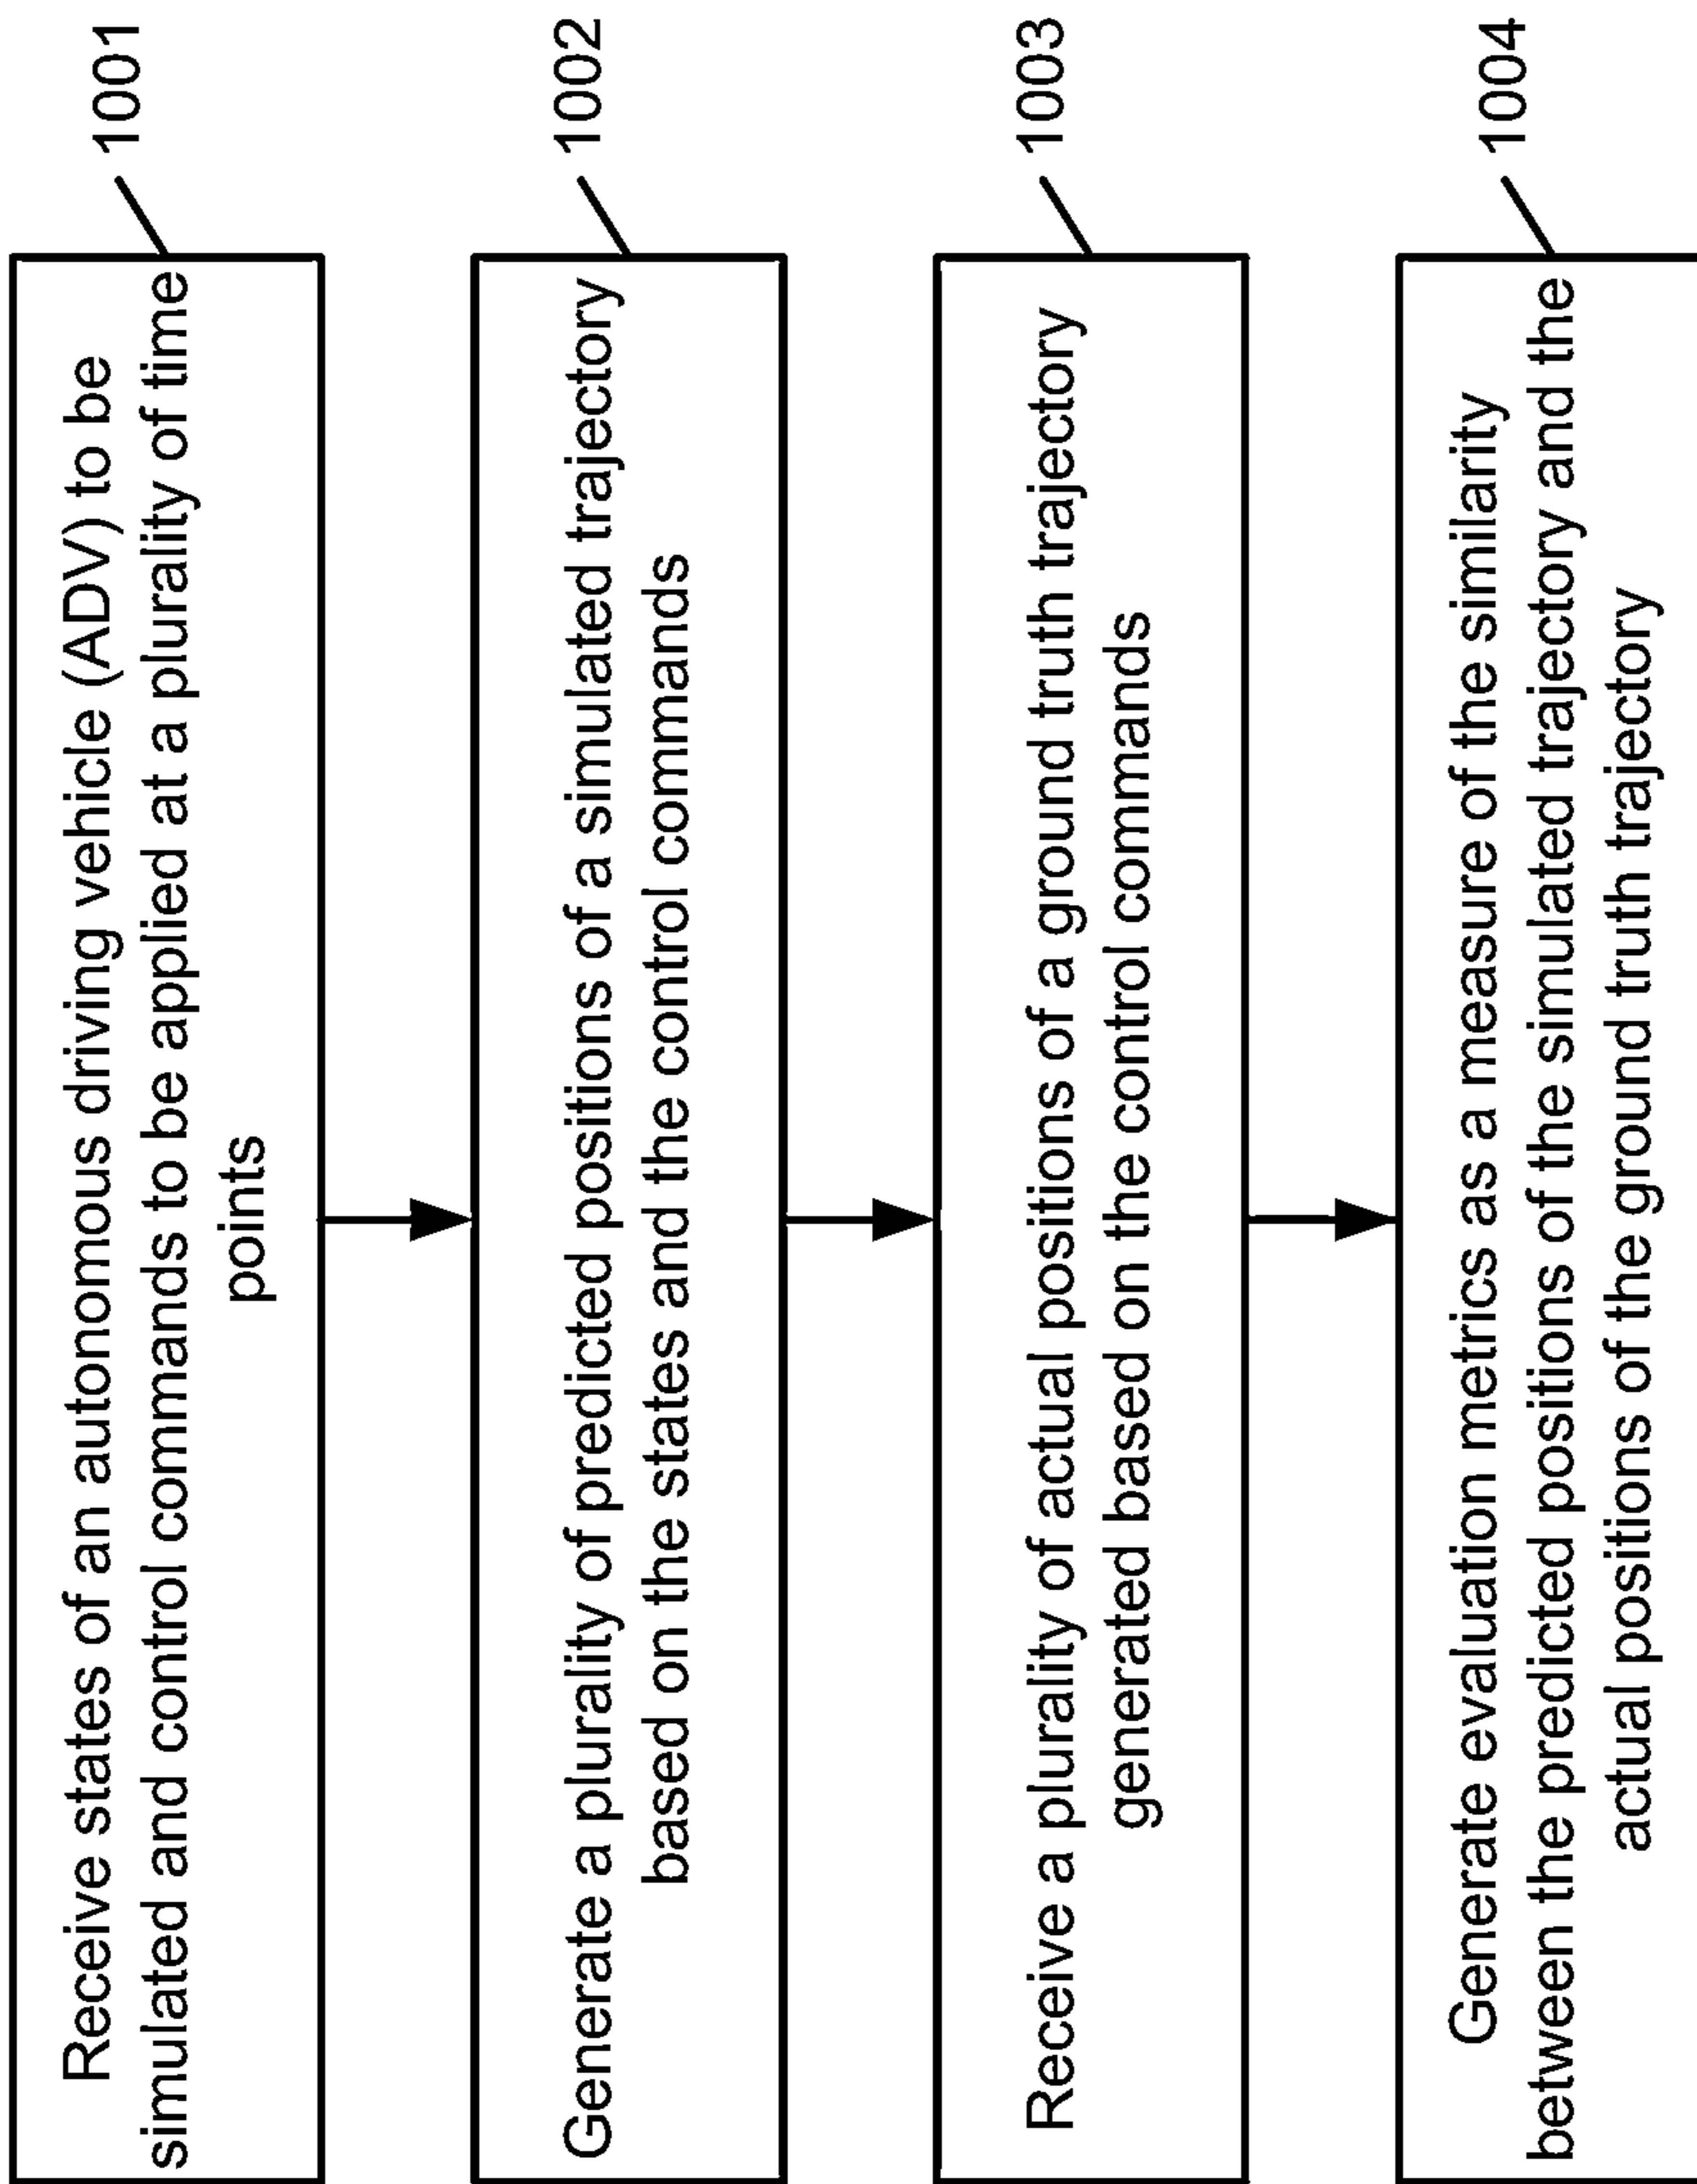 Receive states of an autonomous driving vehicle (ADV) to be
simulated and control commands to be applied at a plurality of time
points
1001
Generate a plurality of predicted positions of a simulated trajectory
based on the states and the control commands
1002
Receive a plurality of actual positions of a ground truth trajectory
generated based on the control commands
1003
Generate evaluation metrics as a measure of the similarity
between the predicted positions of the simulated trajectory and the
actual positions of the ground truth trajectory
1004